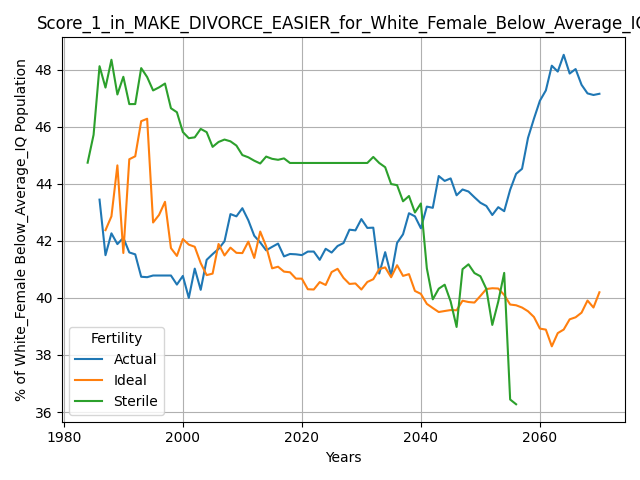 Score_1_in_MAKE_DIVORCE_EASIER_for_White_Female_Below_Average_IQ
% of White_Female Below_Average_IQ Population
48
46
44
42
40
38
36
Fertility
Actual
Ideal
Sterile
1980
2000
2020
2040
2060
Years